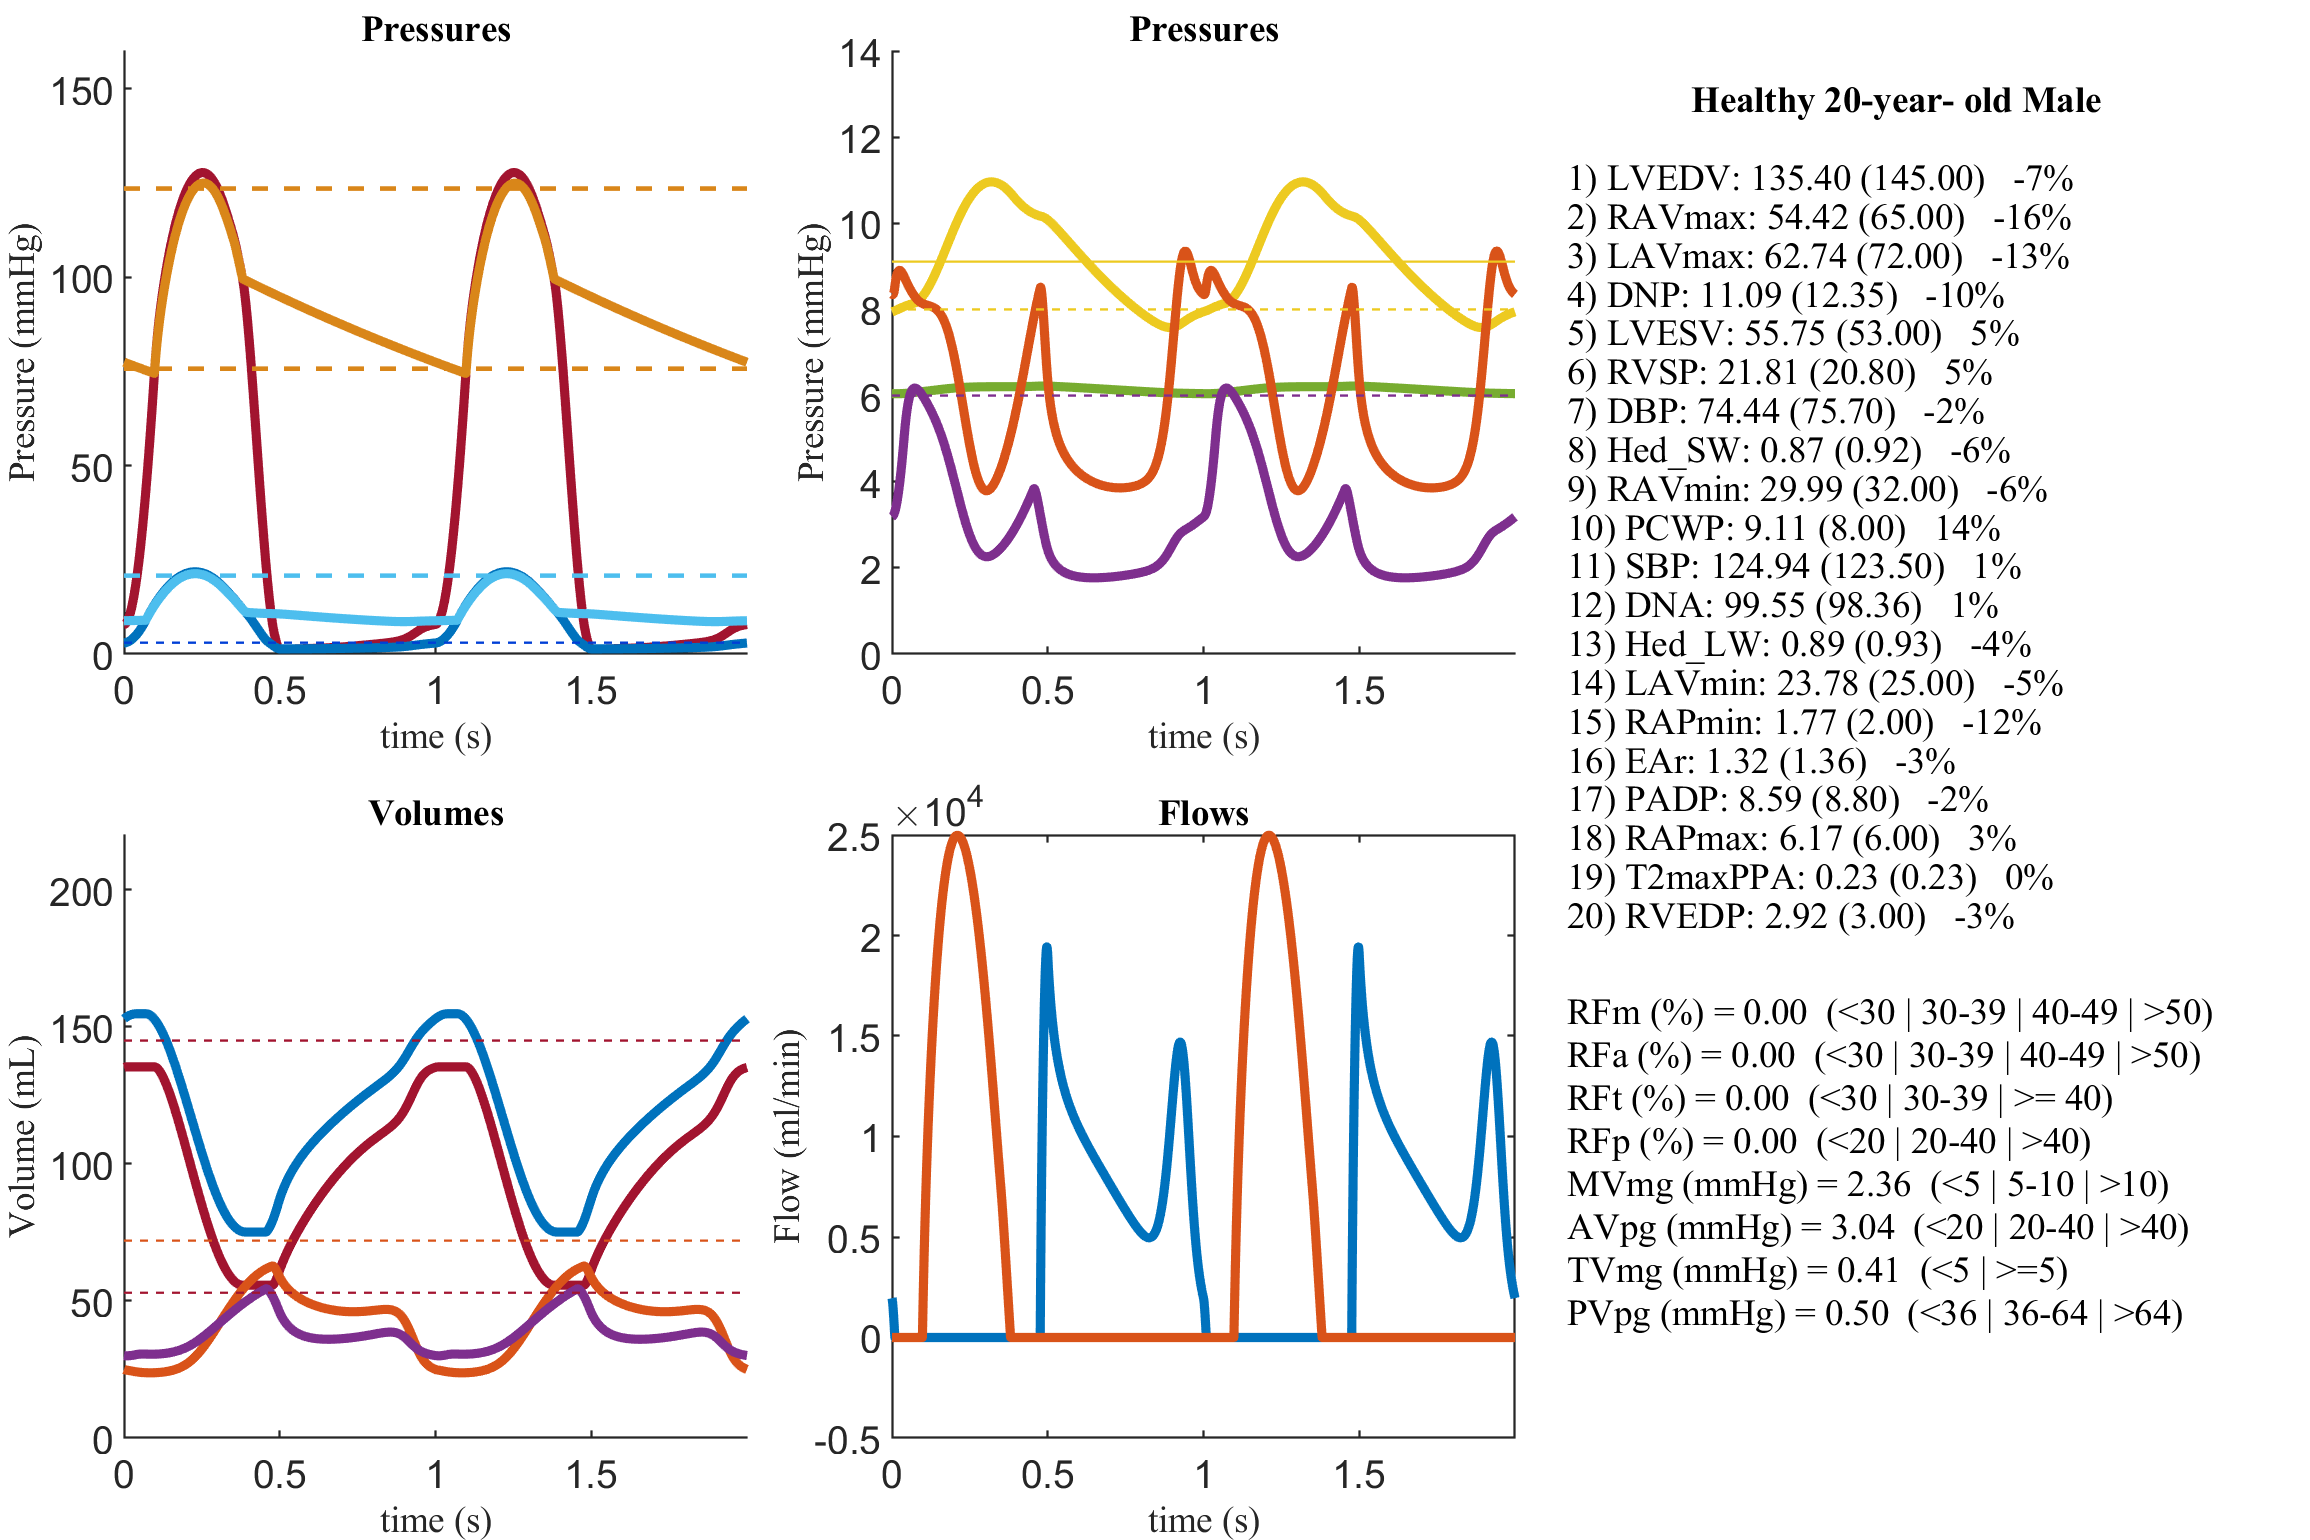 Pressures
150
100
50
0
Pressure (mmHg)
0 0.5 1 1.5
time (s)
Pressures
14
12
10
8
6
4
2
0
Pressure (mmHg)
0 0.5 1 1.5
time (s)
Healthy 20-year- old Male
1) LVEDV: 135.40 (145.00) -7%
2) RAVmax: 54.42 (65.00) -16%
3) LAVmax: 62.74 (72.00) -13%
4) DNP: 11.09 (12.35) -10%
5) LVESV: 55.75 (53.00) 5%
6) RVSP: 21.81 (20.80) 5%
7) DBP: 74.44 (75.70) -2%
8) Hed_SW: 0.87 (0.92) -6%
9) RAVmin: 29.99 (32.00) -6%
10) PCWP: 9.11 (8.00) 14%
11) SBP: 124.94 (123.50) 1%
12) DNA: 99.55 (98.36) 1%
13) Hed_LW: 0.89 (0.93) -4%
14) LAVmin: 23.78 (25.00) -5%
15) RAPmin: 1.77 (2.00) -12%
16) EAr: 1.32 (1.36) -3%
17) PADP: 8.59 (8.80) -2%
18) RAPmax: 6.17 (6.00) 3%
19) T2maxPPA: 0.23 (0.23) 0%
20) RVEDP: 2.92 (3.00) -3%
RFm (%) = 0.00 (<30 | 30-39 | 40-49 | >50)
RFa (%) = 0.00 (<30 | 30-39 | 40-49 | >50)
RFt (%) = 0.00 (<30 | 30-39 | >= 40)
RFp (%) = 0.00 (<20 | 20-40 | >40)
MVmg (mmHg) = 2.36 (<5 | 5-10 | >10)
AVpg (mmHg) = 3.04 (<20 | 20-40 | >40)
TVmg (mmHg) = 0.41 (<5 | >=5)
PVpg (mmHg) = 0.50 (<36 | 36-64 | >64)
Volumes
200
150
100
50
0
Volume (mL)
0 0.5 1 1.5
time (s)
×10⁴
Flows
2.5
2
1.5
1
0.5
0
-0.5
Flow (ml/min)
0 0.5 1 1.5
time (s)